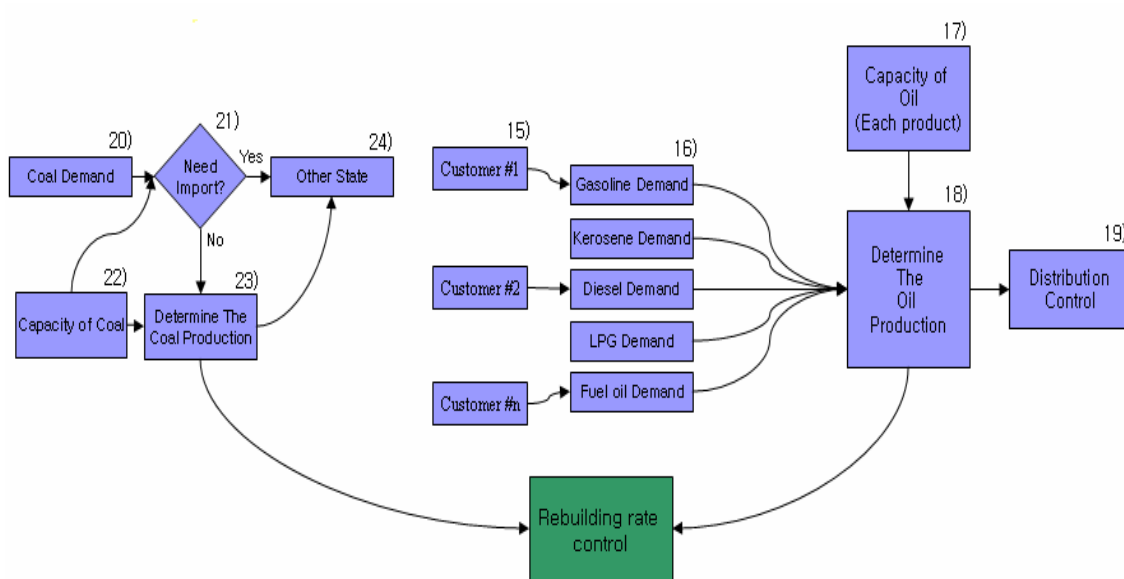 20)
Coal Demand
21)
Need
Import?
Yes
No
24)
Other State
22)
Capacity of Coal
23)
Determine The
Coal Production
15)
Customer #1
Customer #2
Customer #n
16)
Gasoline Demand
Kerosene Demand
Diesel Demand
LPG Demand
Fuel oil Demand
17)
Capacity of
Oil
(Each product)
18)
Determine
The
Oil
Production
19)
Distribution
Control
Rebuilding rate
control